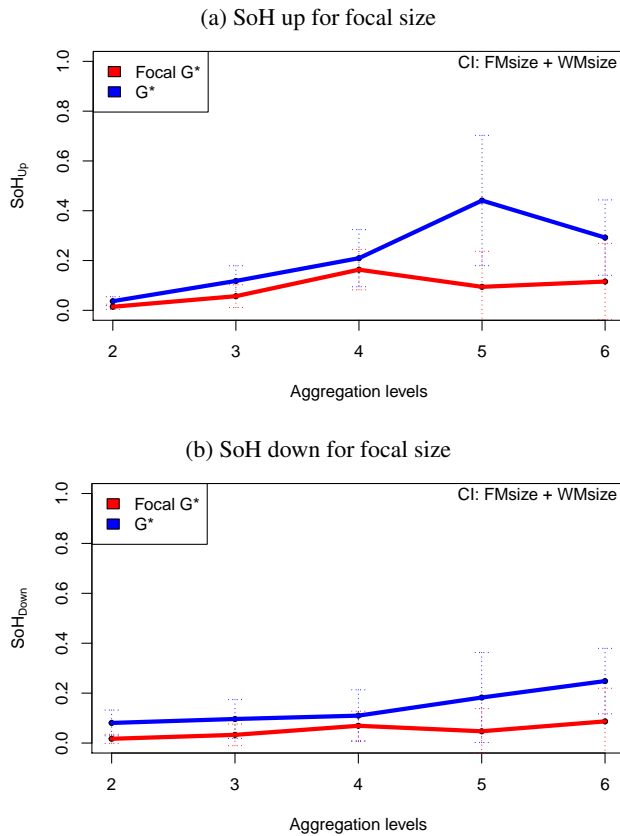 (a) SoH up for focal size
CI: FMsize + WMsize
Focal G*
G*
1.0
0.8
0.6
0.4
0.2
0.0
SoH_Up
2 3 4 5 6
Aggregation levels
(b) SoH down for focal size
CI: FMsize + WMsize
Focal G*
G*
1.0
0.8
0.6
0.4
0.2
0.0
SoH_Down
2 3 4 5 6
Aggregation levels